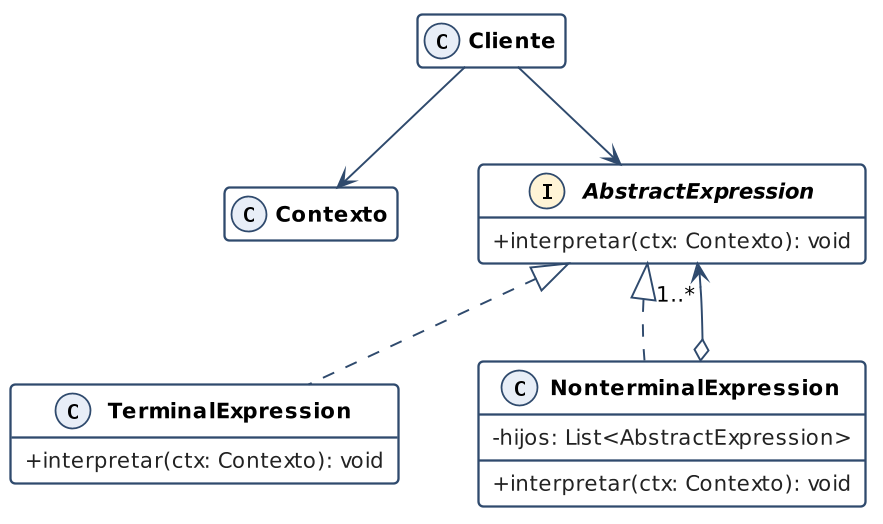 C Cliente
C Contexto
I AbstractExpression
+interpretar(ctx: Contexto): void
1..*
C TerminalExpression
+interpretar(ctx: Contexto): void
C NonterminalExpression
-hijos: List<AbstractExpression>
+interpretar(ctx: Contexto): void